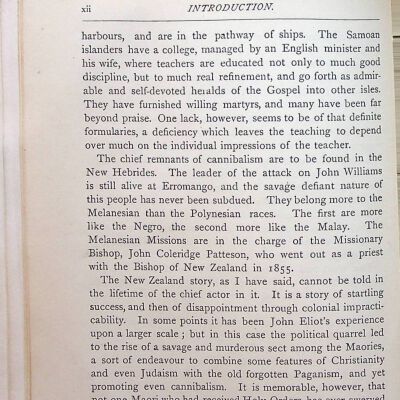 xii INTRODUCTION.
harbours, and are in the pathway of ships. The Samoan
islanders have a college, managed by an English minister and
his wife, where teachers are educated not only to much good
discipline, but to much real refinement, and go forth as admir-
able and self-devoted heralds of the Gospel into other isles.
They have furnished willing martyrs, and many have been far
beyond praise. One lack, however, seems to be of that definite
formularies, a deficiency which leaves the teaching to depend
over much on the individual impressions of the teacher.
The chief remnants of cannibalism are to be found in the
New Hebrides. The leader of the attack on John Williams
is still alive at Erromango, and the savage defiant nature of
this people has never been subdued. They belong more to the
Melanesian than the Polynesian races. The first are more
like the Negro, the second more like the Malay. The
Melanesian Missions are in the charge of the Missionary
Bishop, John Coleridge Patteson, who went out as a priest
with the Bishop of New Zealand in 1855.
The New Zealand story, as I have said, cannot be told in
the lifetime of the chief actor in it. It is a story of startling
success, and then of disappointment through colonial impracti-
cability. In some points it has been John Eliot's experience
upon a larger scale; but in this case the political quarrel led
to the rise of a savage and murderous sect among the Maories,
a sort of endeavour to combine some features of Christianity
and even Judaism with the old forgotten Paganism, and yet
promoting even cannibalism. It is memorable, however, that
not one Maori who had received Holy Orders has ever swerved